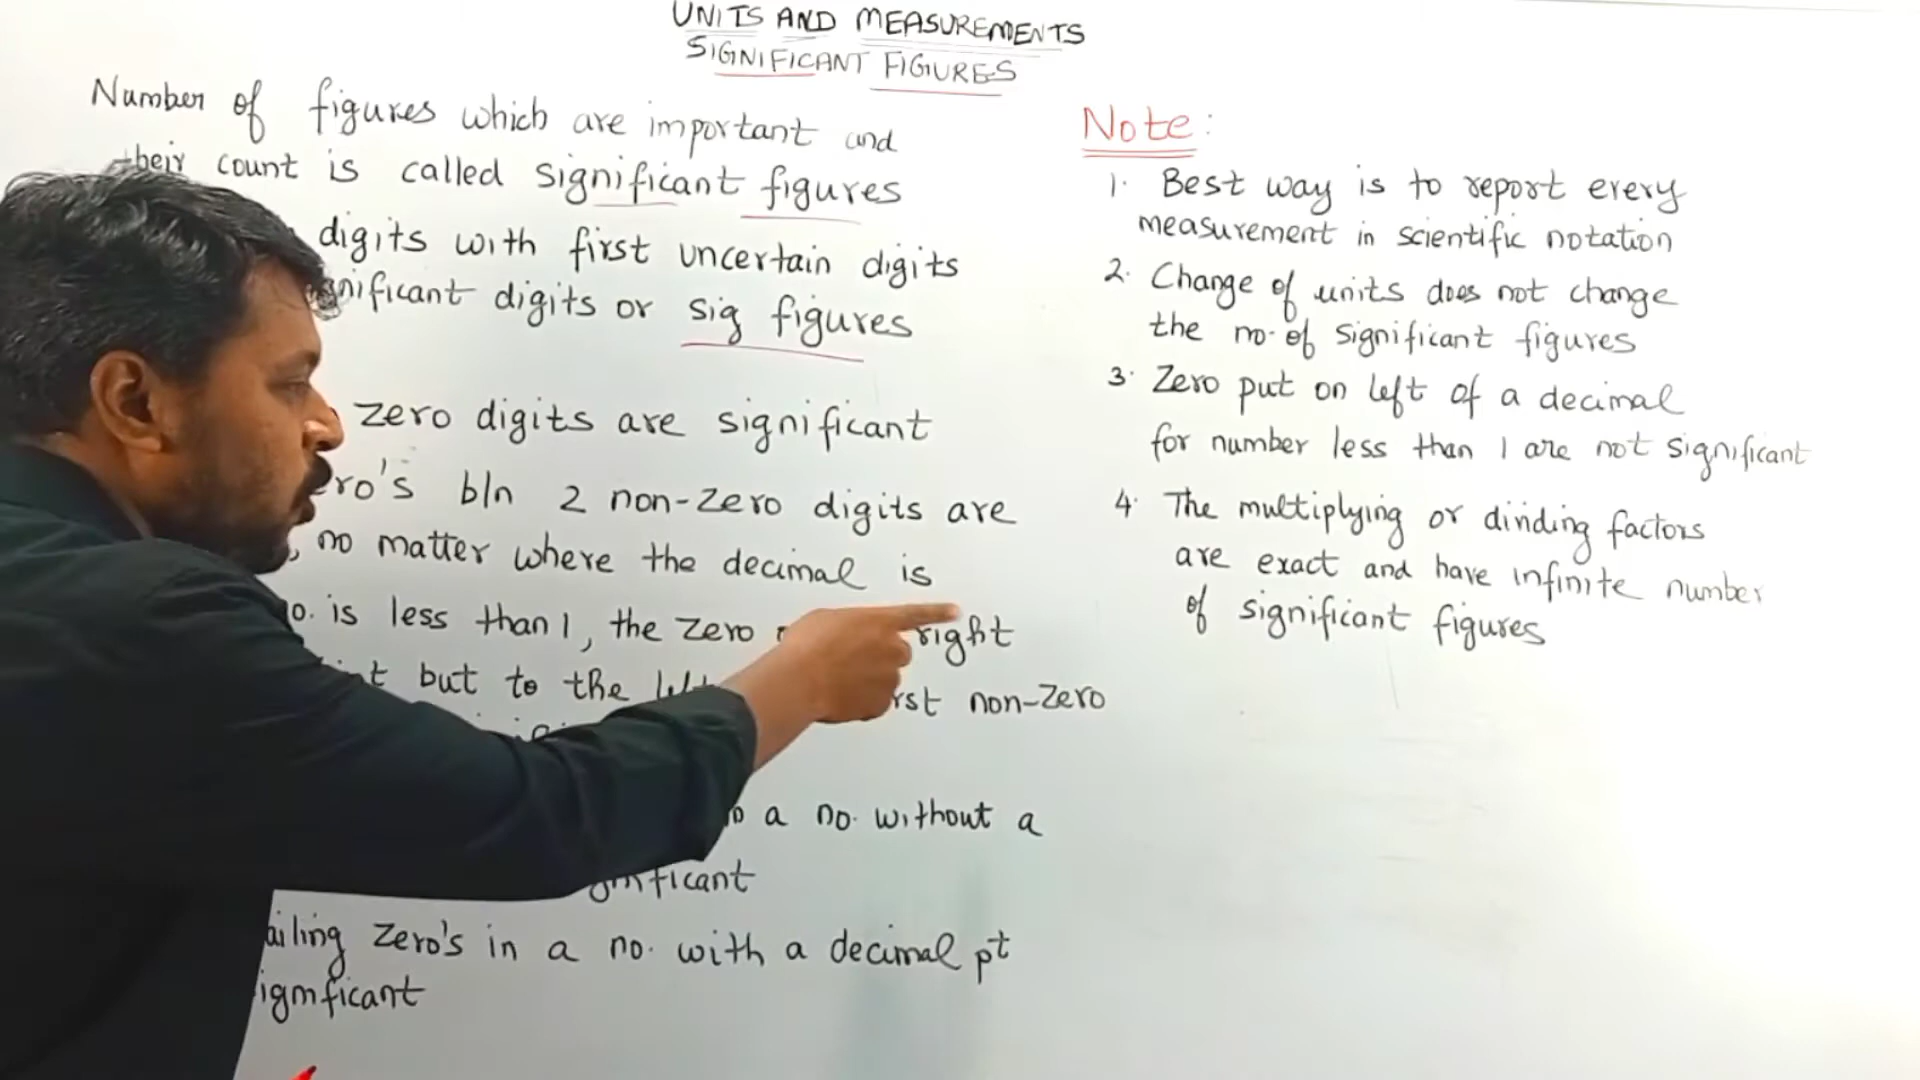 UNITS AND MEASUREMENTS
SIGNIFICANT FIGURES
Number of figures which are important and
their count is called significant figures
digits with first uncertain digits
digits or sig figures
zero digits are significant
b/n 2 non-zero digits are
no matter where the decimal is
is less than 1, the zero right
but to the non-zero
a no. without a
ficant
zero's in a no. with a decimal pt
Note:
1. Best way is to report every
measurement in scientific notation
2. Change of units does not change
the no. of significant figures
3. Zero put on left of a decimal
for number less than 1 are not significant
4. The multiplying or dividing factors
are exact and have infinite number
of significant figures